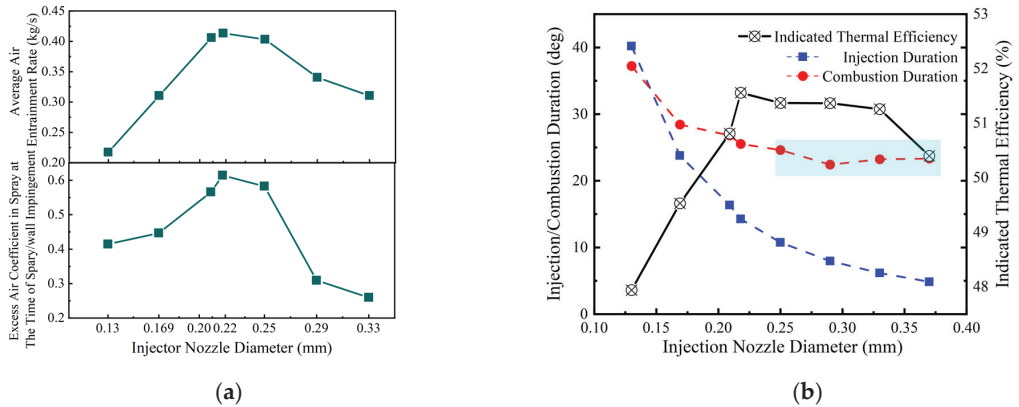 0.45
0.40
0.35
0.30
0.25
0.20
Average Air
Entrainment Rate (kg/s)
0.6
0.5
0.4
0.3
0.2
Excess Air Coefficient in Spray at
The Time of Spary/wall Impingement
0.13 0.169 0.20 0.22 0.25 0.29 0.33
Injector Nozzle Diameter (mm)
(a)
50
40
30
20
10
0
Injection/Combustion Duration (deg)
Indicated Thermal Efficiency
Injection Duration
Combustion Duration
53
52
51
50
49
48
Indicated Thermal Efficiency (%)
0.10 0.15 0.20 0.25 0.30 0.35 0.40
Injection Nozzle Diameter (mm)
(b)